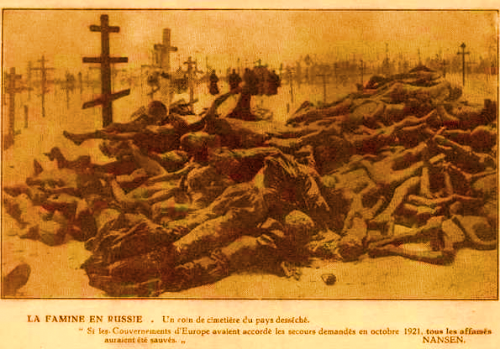 LA FAMINE EN RUSSIE . Un coin de cimetière du pays desséché.
" Si les Gouvernements d'Europe avaient accordé les secours demandés en octobre 1921, tous les affamés
auraient été sauvés. „ NANSEN.